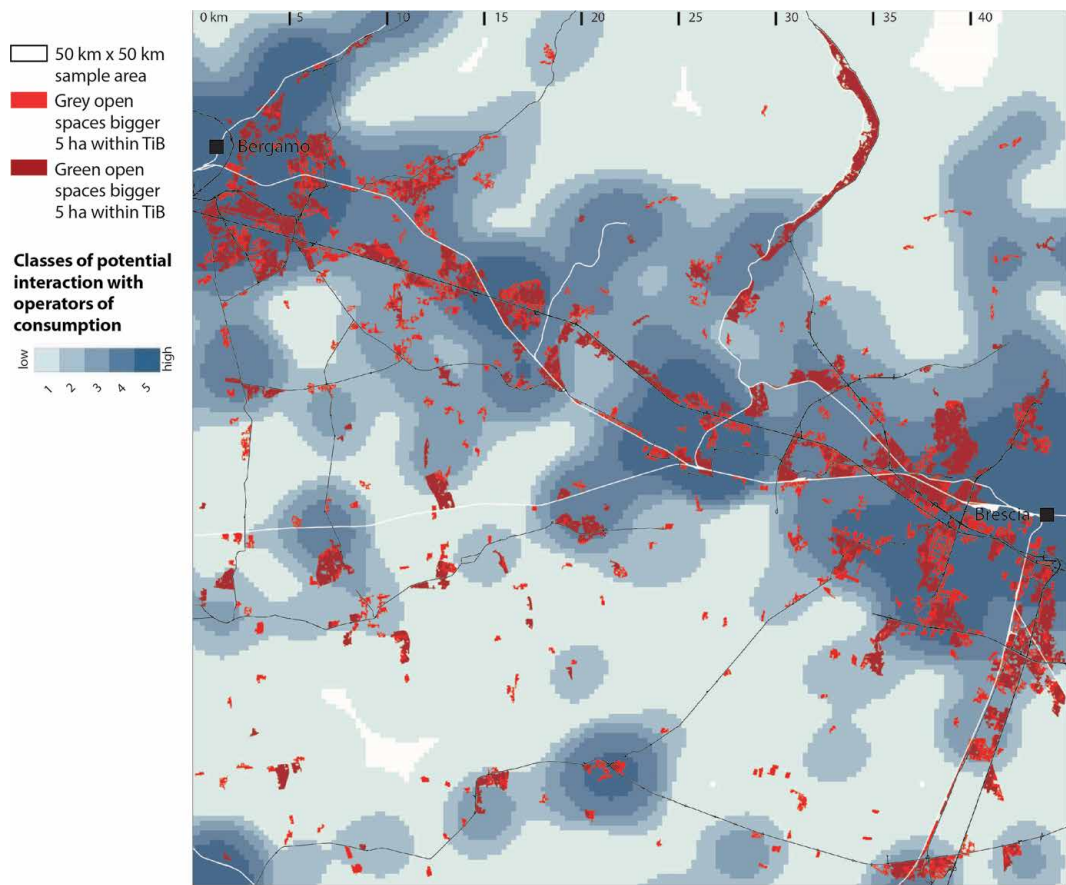 0 km 5 10 15 20 25 30 35 40
50 km x 50 km
sample area
Grey open
spaces bigger
5 ha within TiB
Green open
spaces bigger
5 ha within TiB
Classes of potential
interaction with
operators of
consumption
low high
1 2 3 4 5
Bergamo
Brescia